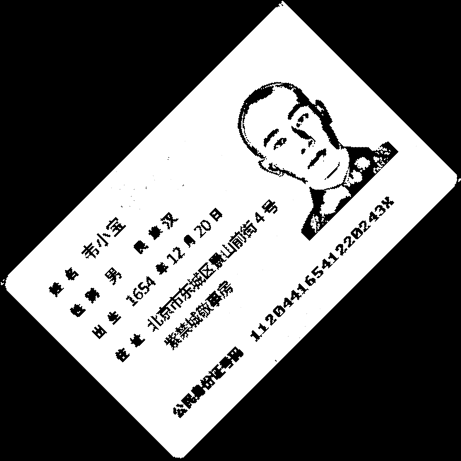 姓名 韦小宝
性别 男 民族 汉
出生 1654 年 12 月 20 日
住址 北京市东城区景山前街 4 号
紫禁城敬事房
公民身份证号码 11204416541220243X